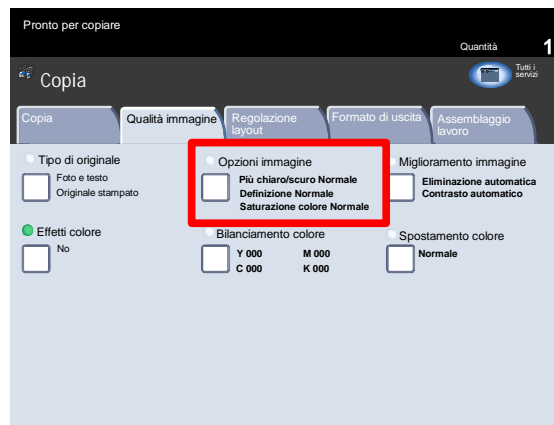 Pronto per copiare
Quantità 1
Copia
Tutti i
servizi
Copia
Qualità immagine
Regolazione
layout
Formato di uscita
Assemblaggio
lavoro
Tipo di originale
Foto e testo
Originale stampato
Opzioni immagine
Più chiaro/scuro Normale
Definizione Normale
Saturazione colore Normale
Miglioramento immagine
Eliminazione automatica
Contrasto automatico
Effetti colore
No
Bilanciamento colore
Y 000 M 000
C 000 K 000
Spostamento colore
Normale